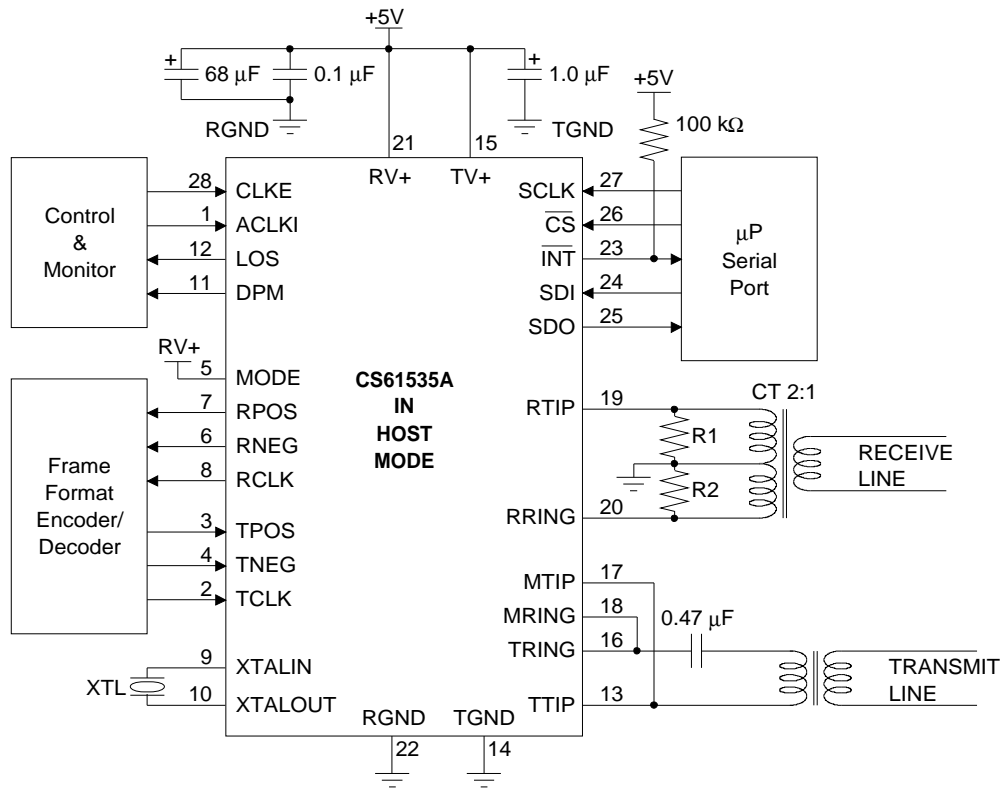 +5V
+
68 µF
0.1 µF
+
1.0 µF
+5V
RGND
TGND
100 kΩ
21
15
RV+
TV+
Control
&
Monitor
28
CLKE
1
ACLKI
12
LOS
11
DPM
SCLK
27
CS
26
INT
23
SDI
24
SDO
25
µP
Serial
Port
RV+
5
MODE
7
RPOS
6
RNEG
8
RCLK
3
TPOS
4
TNEG
2
TCLK
Frame
Format
Encoder/
Decoder
CS61535A
IN
HOST
MODE
RTIP
19
R1
R2
RRING
20
CT 2:1
RECEIVE
LINE
MTIP
17
MRING
18
TRING
16
0.47 µF
TTIP
13
TRANSMIT
LINE
XTL
9
XTALIN
10
XTALOUT
RGND
TGND
22
14